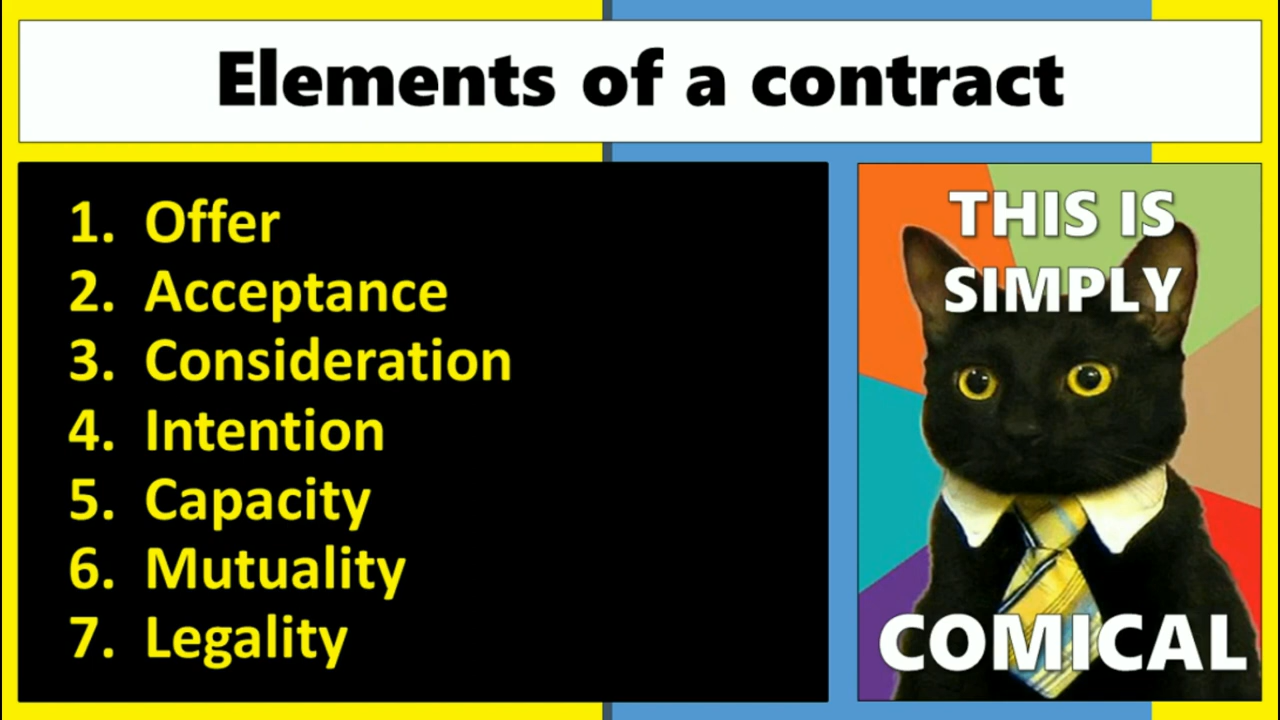 Elements of a contract
1. Offer
2. Acceptance
3. Consideration
4. Intention
5. Capacity
6. Mutuality
7. Legality
THIS IS
SIMPLY
COMICAL